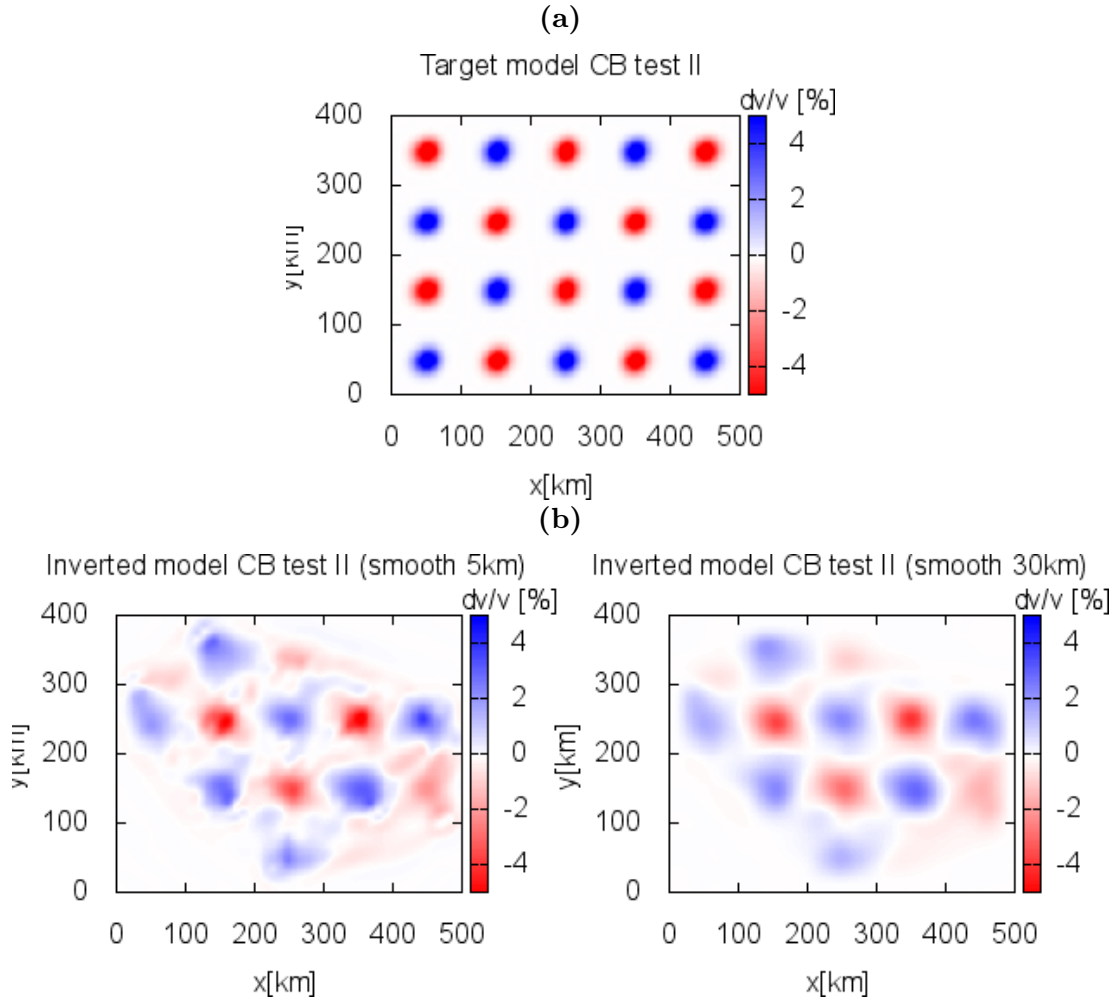 (a)
Target model CB test II
dv/v [%]
400
300
200
100
0
y[km]
4
2
0
-2
-4
0 100 200 300 400 500
x[km]
(b)
Inverted model CB test II (smooth 5km)
dv/v [%]
400
300
200
100
0
y[km]
4
2
0
-2
-4
0 100 200 300 400 500
x[km]
Inverted model CB test II (smooth 30km)
dv/v [%]
400
300
200
100
0
y[km]
4
2
0
-2
-4
0 100 200 300 400 500
x[km]